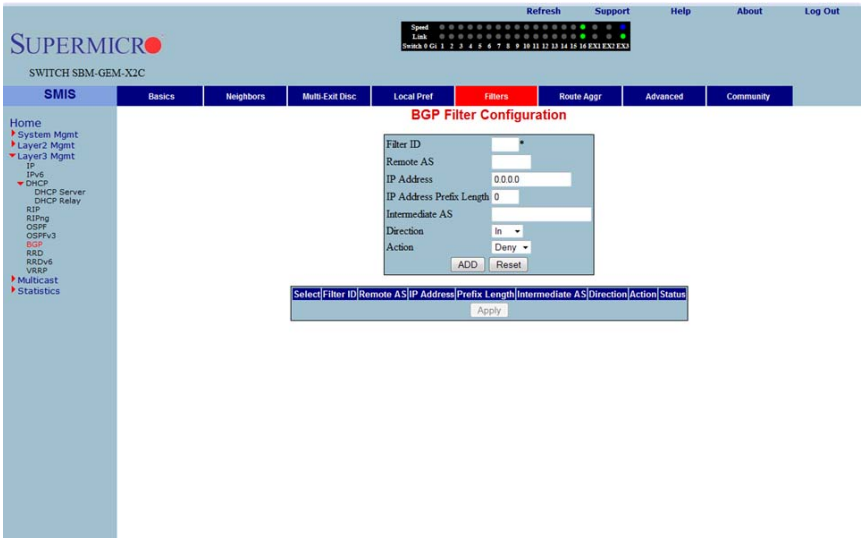 Refresh Support Help About Log Out
SUPERMICRO
Speed
Link
Switch 0 Gi 1 2 3 4 5 6 7 8 9 10 11 12 13 14 15 16 EX1 EX2 EX3
SWITCH SBM-GEM-X2C
SMIS
Basics Neighbors Multi-Exit Disc Local Pref Filters Route Aggr Advanced Community
Home
System Mgmt
Layer2 Mgmt
Layer3 Mgmt
IP
IPv6
DHCP
DHCP Server
DHCP Relay
RIP
RIPng
OSPF
OSPFv3
BGP
RRD
RRDv6
VRRP
Multicast
Statistics
BGP Filter Configuration
Filter ID *
Remote AS
IP Address 0.0.0.0
IP Address Prefix Length 0
Intermediate AS
Direction In
Action Deny
ADD Reset
Select Filter ID Remote AS IP Address Prefix Length Intermediate AS Direction Action Status
Apply